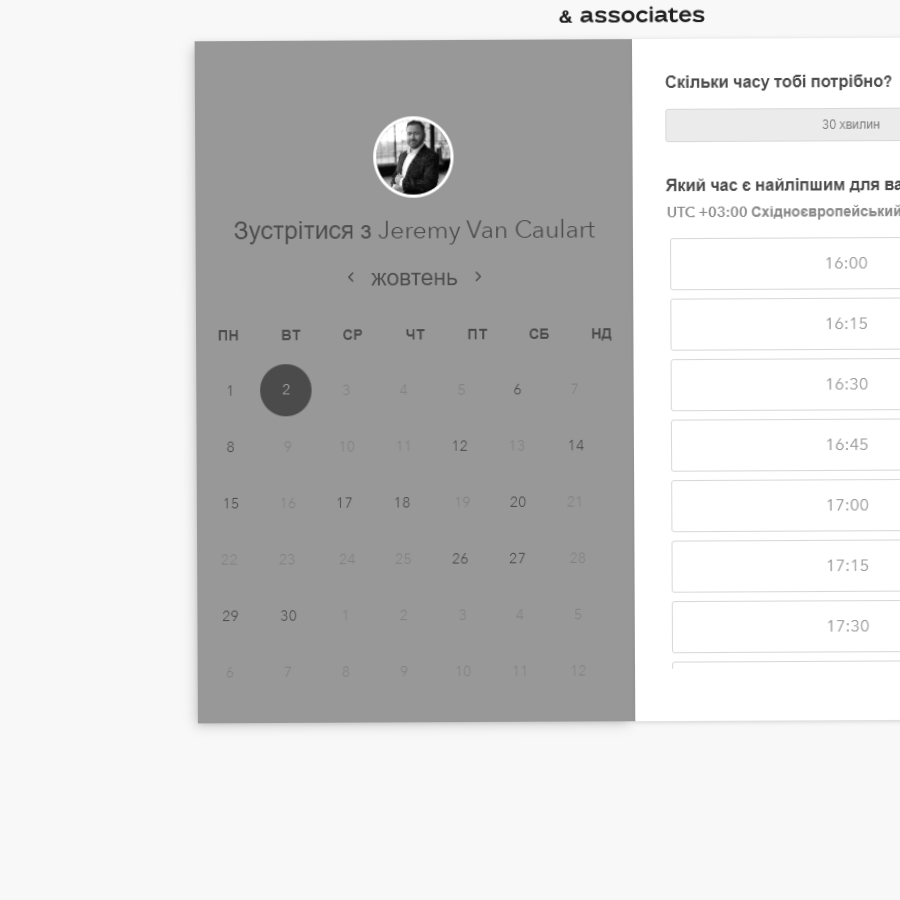 & associates
Зустрітися з Jeremy Van Caulart
жовтень
ПН ВТ СР ЧТ ПТ СБ НД
1 2 3 4 5 6 7
8 9 10 11 12 13 14
15 16 17 18 19 20 21
22 23 24 25 26 27 28
29 30 1 2 3 4 5
6 7 8 9 10 11 12
Скільки часу тобі потрібно?
30 хвилин
Який час є найліпшим для ва
UTC +03:00 Східноєвропейський
16:00
16:15
16:30
16:45
17:00
17:15
17:30